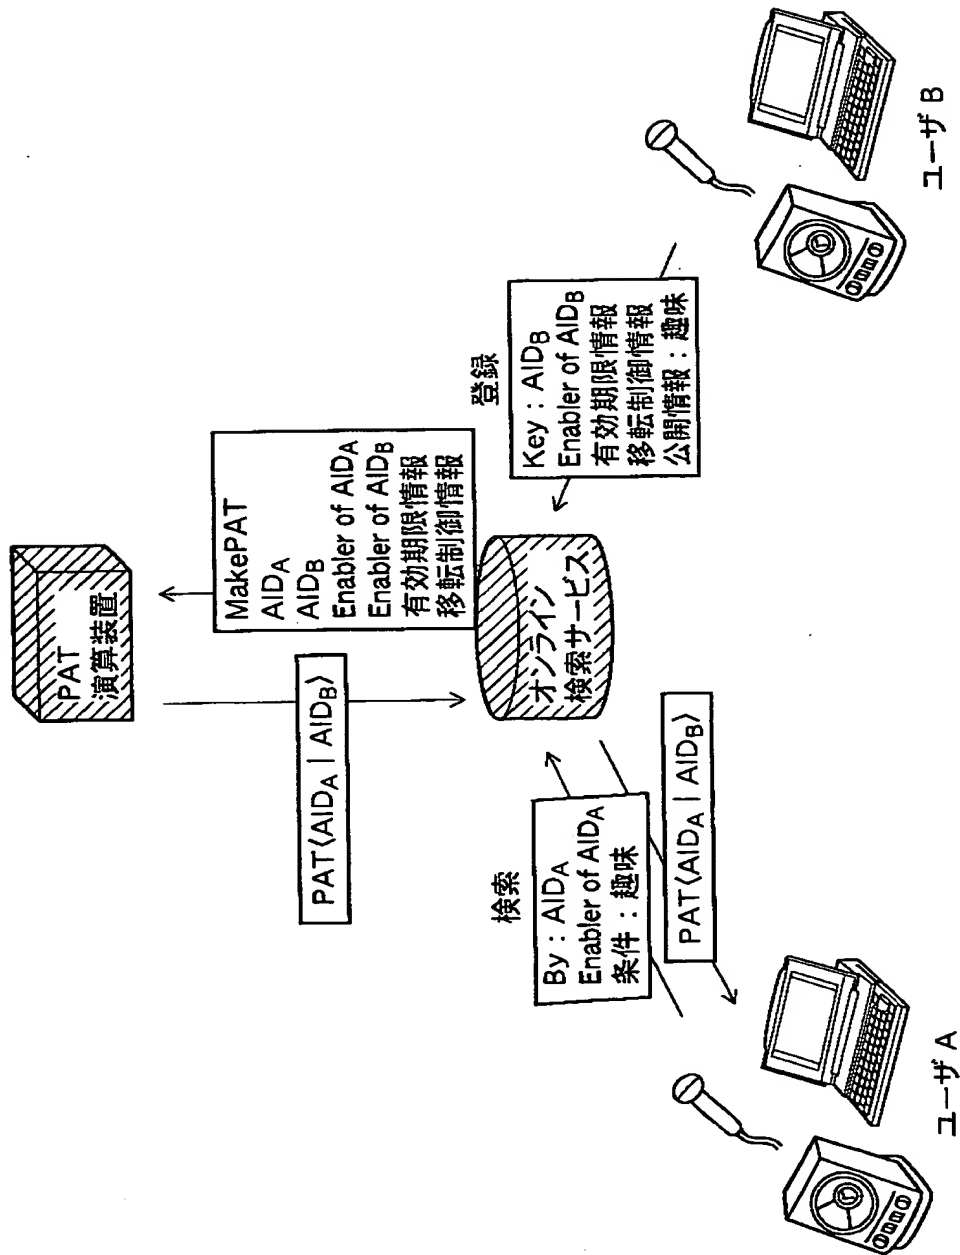 PAT
演算装置
MakePAT
AIDA
AIDB
Enabler of AIDA
Enabler of AIDB
有効期限情報
移転制御情報
PAT〈AIDA | AIDB〉
オンライン
検索サービス
登録
Key : AIDB
Enabler of AIDB
有効期限情報
移転制御情報
公開情報 : 趣味
検索
By : AIDA
Enabler of AIDA
条件 : 趣味
PAT〈AIDA | AIDB〉
ユーザ A
ユーザ B